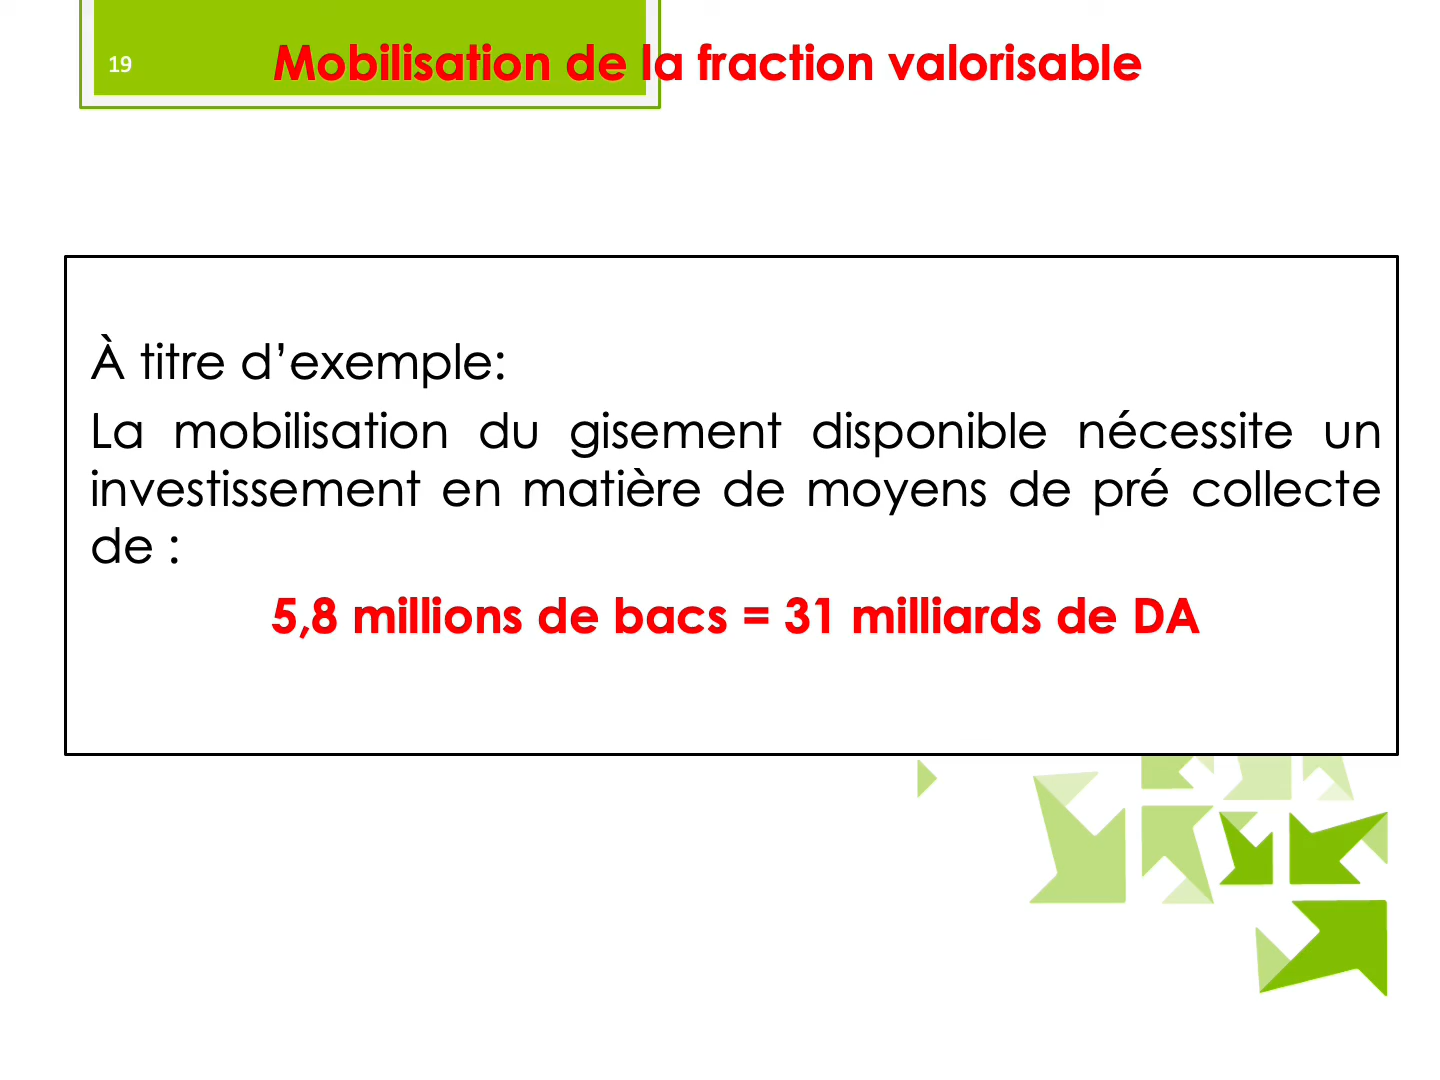 19
Mobilisation de la fraction valorisable
À titre d’exemple:
La mobilisation du gisement disponible nécessite un
investissement en matière de moyens de pré collecte
de :
5,8 millions de bacs = 31 milliards de DA